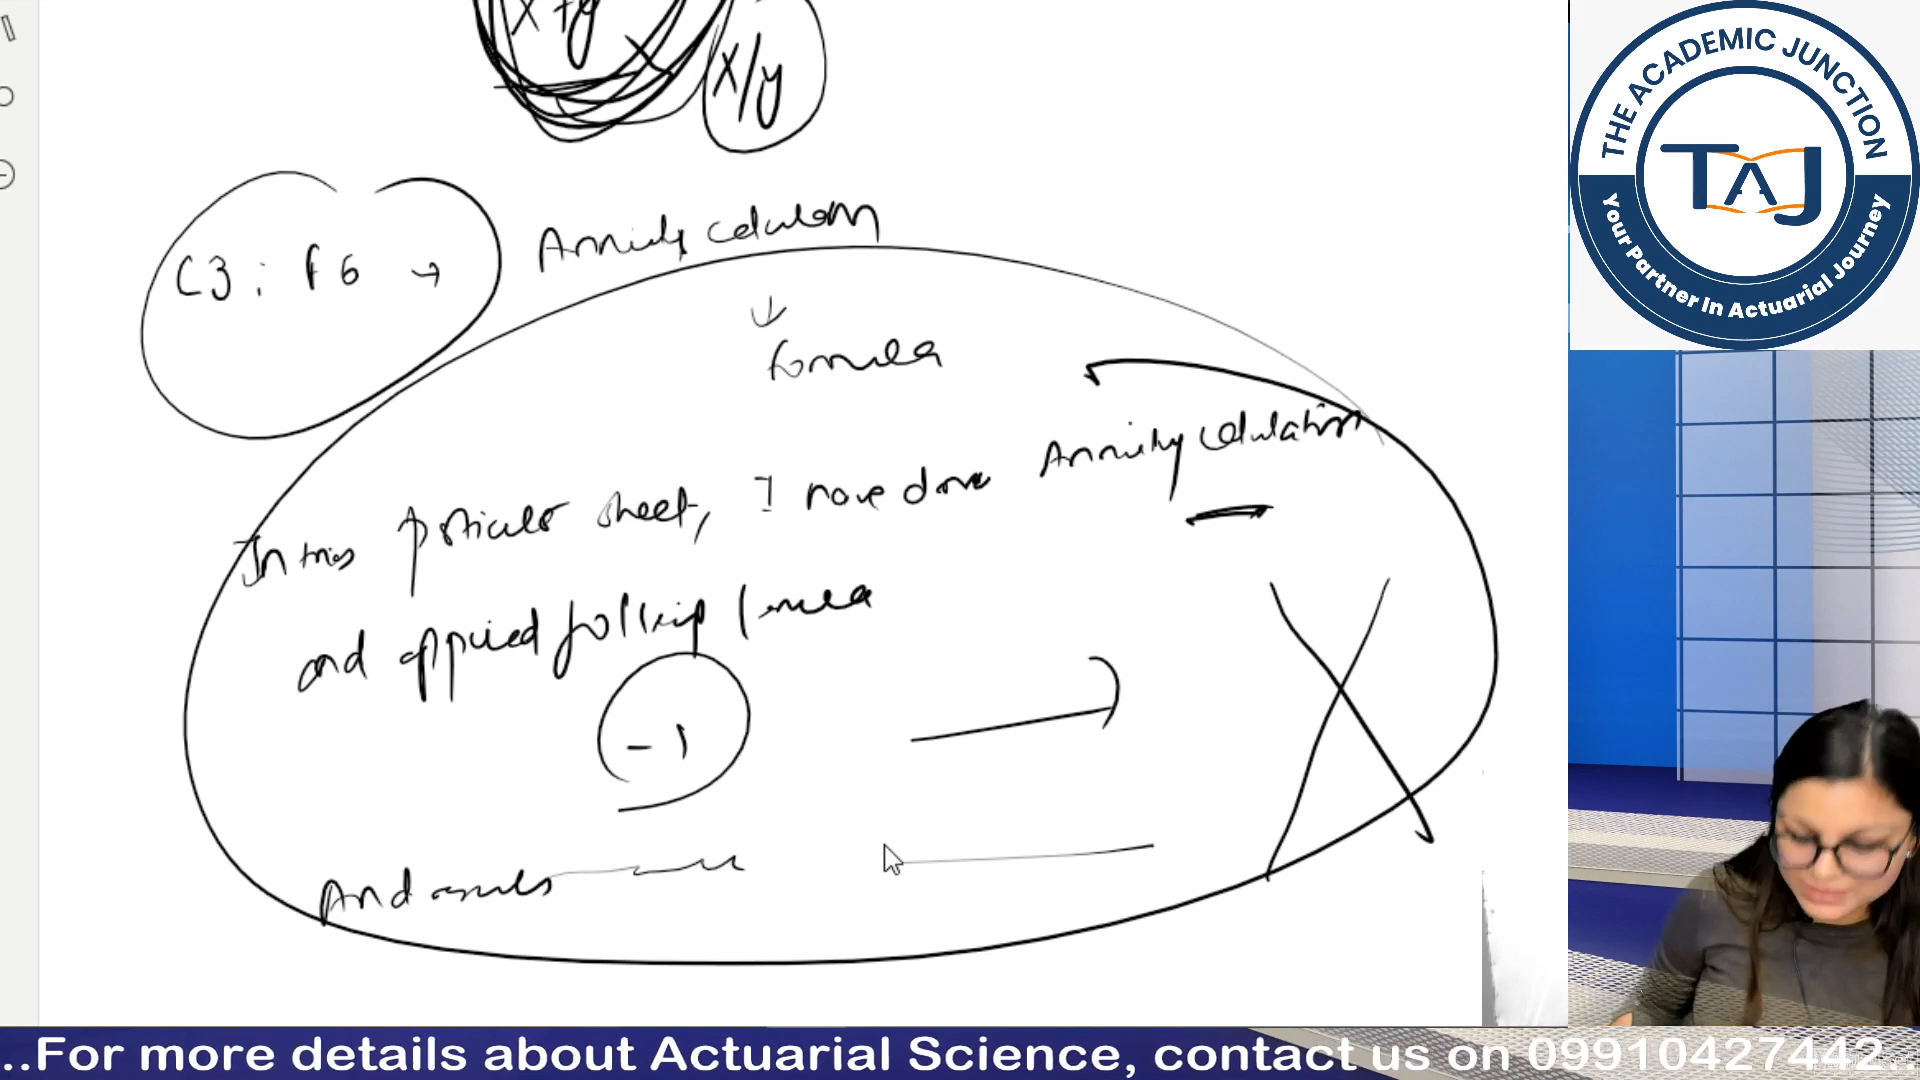 x+y
x/y
C3: F6 → Annuity calculation
↓
formula
In this particular sheet, I have done Annuity calculation
and applied following formula
- 1
And results
THE ACADEMIC JUNCTION
TAJ
Your Partner In Actuarial Journey
..For more details about Actuarial Science, contact us on 09910427442..